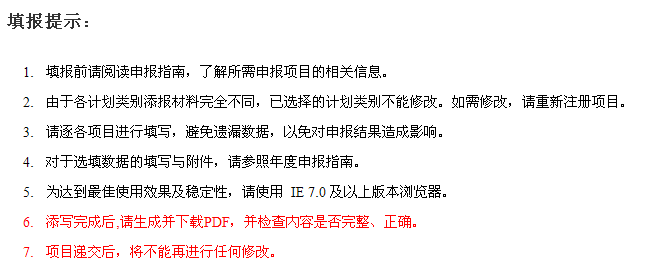 填报提示：
1. 填报前请阅读申报指南，了解所需申报项目的相关信息。
2. 由于各计划类别添报材料完全不同，已选择的计划类别不能修改。如需修改，请重新注册项目。
3. 请逐各项目进行填写，避免遗漏数据，以免对申报结果造成影响。
4. 对于选填数据的填写与附件，请参照年度申报指南。
5. 为达到最佳使用效果及稳定性，请使用 IE 7.0 及以上版本浏览器。
6. 添写完成后,请生成并下载PDF，并检查内容是否完整、正确。
7. 项目递交后，将不能再进行任何修改。